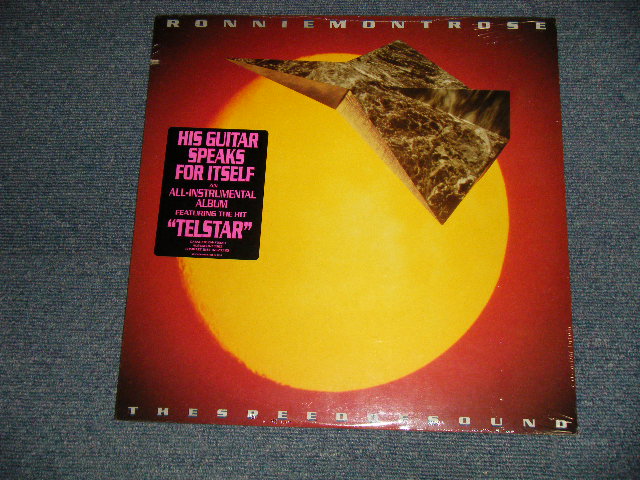 RONNIEMONTROSE
HIS GUITAR
SPEAKS
FOR ITSELF
AN
ALL-INSTRUMENTAL
ALBUM
FEATURING THE HIT
"TELSTAR"
THESPEEDOFSOUND